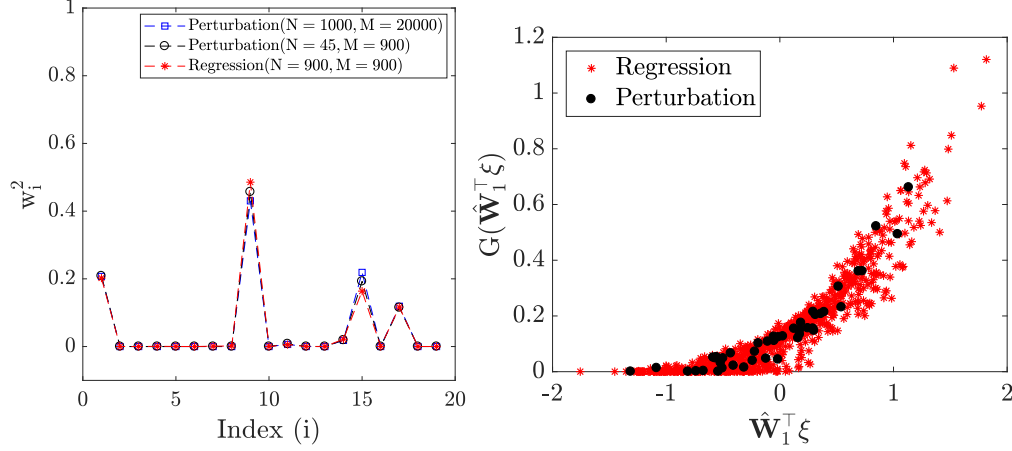 Perturbation(N = 1000, M = 20000)
Perturbation(N = 45, M = 900)
Regression(N = 900, M = 900)
1
0.8
0.6
0.4
0.2
0
w_i^2
0 5 10 15 20
Index (i)
Regression
Perturbation
1.2
1
0.8
0.6
0.4
0.2
0
G(Ŵ_1^⊤ξ)
-2 -1 0 1 2
Ŵ_1^⊤ξ